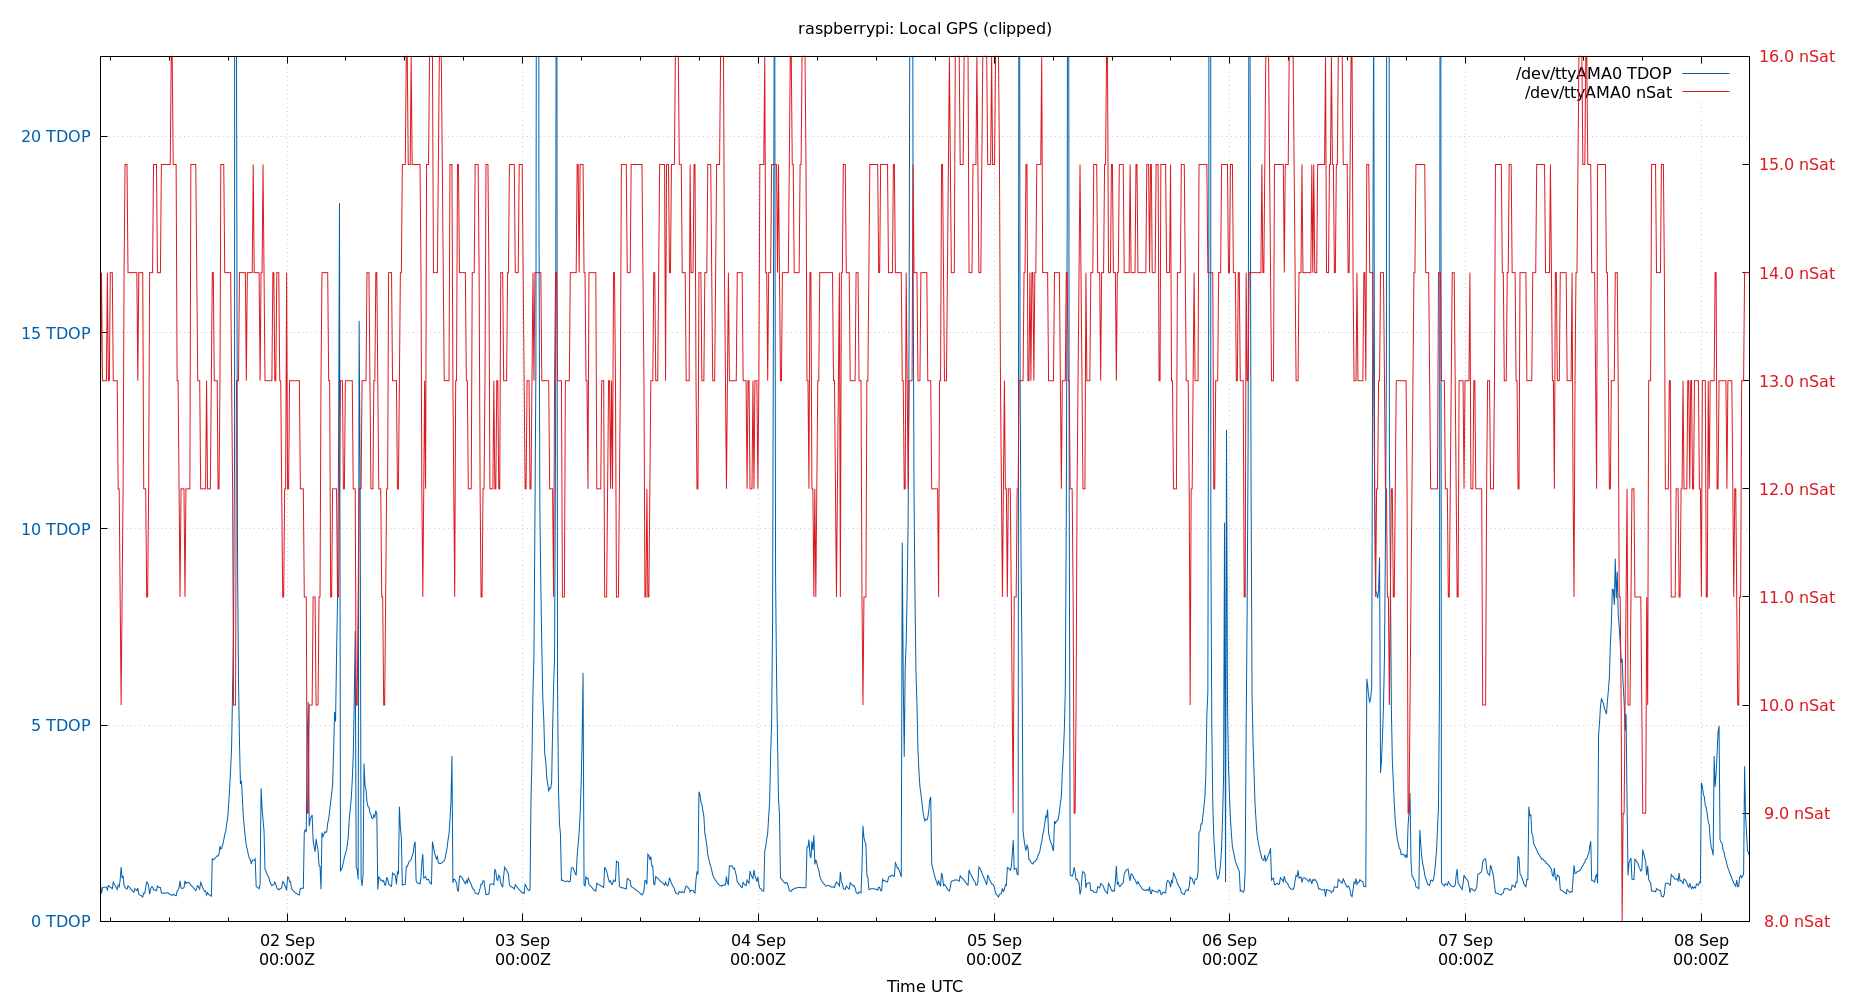 raspberrypi: Local GPS (clipped)
/dev/ttyAMA0 TDOP
/dev/ttyAMA0 nSat
20 TDOP
15 TDOP
10 TDOP
5 TDOP
0 TDOP
16.0 nSat
15.0 nSat
14.0 nSat
13.0 nSat
12.0 nSat
11.0 nSat
10.0 nSat
9.0 nSat
8.0 nSat
02 Sep 03 Sep 04 Sep 05 Sep 06 Sep 07 Sep 08 Sep
00:00Z 00:00Z 00:00Z 00:00Z 00:00Z 00:00Z 00:00Z
Time UTC